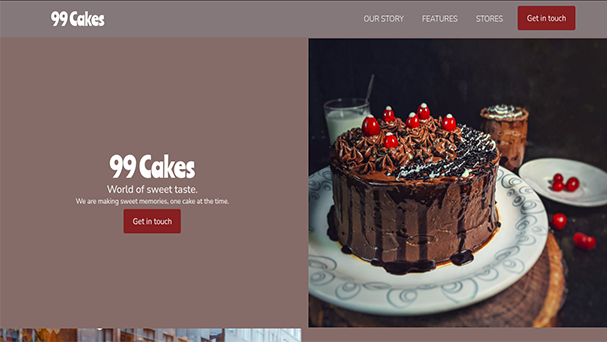 99 Cakes
OUR STORY
FEATURES
STORES
Get in touch
99 Cakes
World of sweet taste.
We are making sweet memories, one cake at the time.
Get in touch